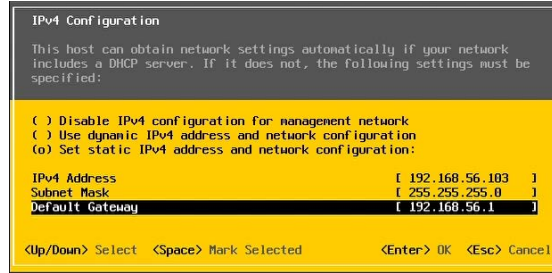 IPv4 Configuration
This host can obtain network settings automatically if your network
includes a DHCP server. If it does not, the following settings must be
specified:
( ) Disable IPv4 configuration for management network
( ) Use dynamic IPv4 address and network configuration
(o) Set static IPv4 address and network configuration:
IPv4 Address [ 192.168.56.103 ]
Subnet Mask [ 255.255.255.0 ]
Default Gateway [ 192.168.56.1 ]
<Up/Down> Select <Space> Mark Selected <Enter> OK <Esc> Cancel